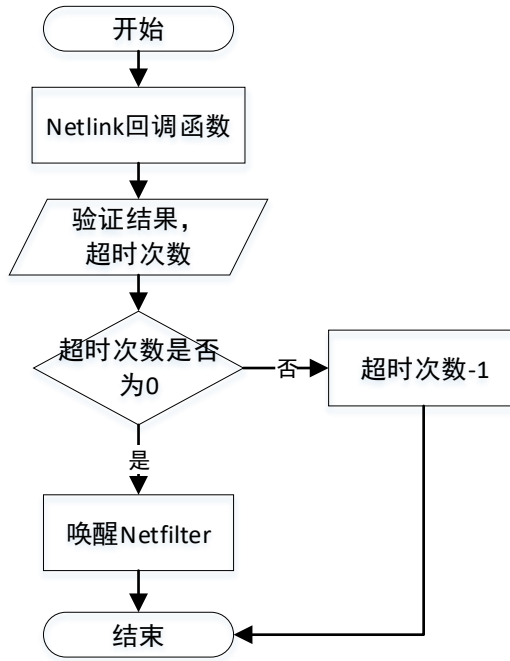 开始
Netlink回调函数
验证结果，
超时次数
超时次数是否
为0
否
超时次数-1
是
唤醒Netfilter
结束